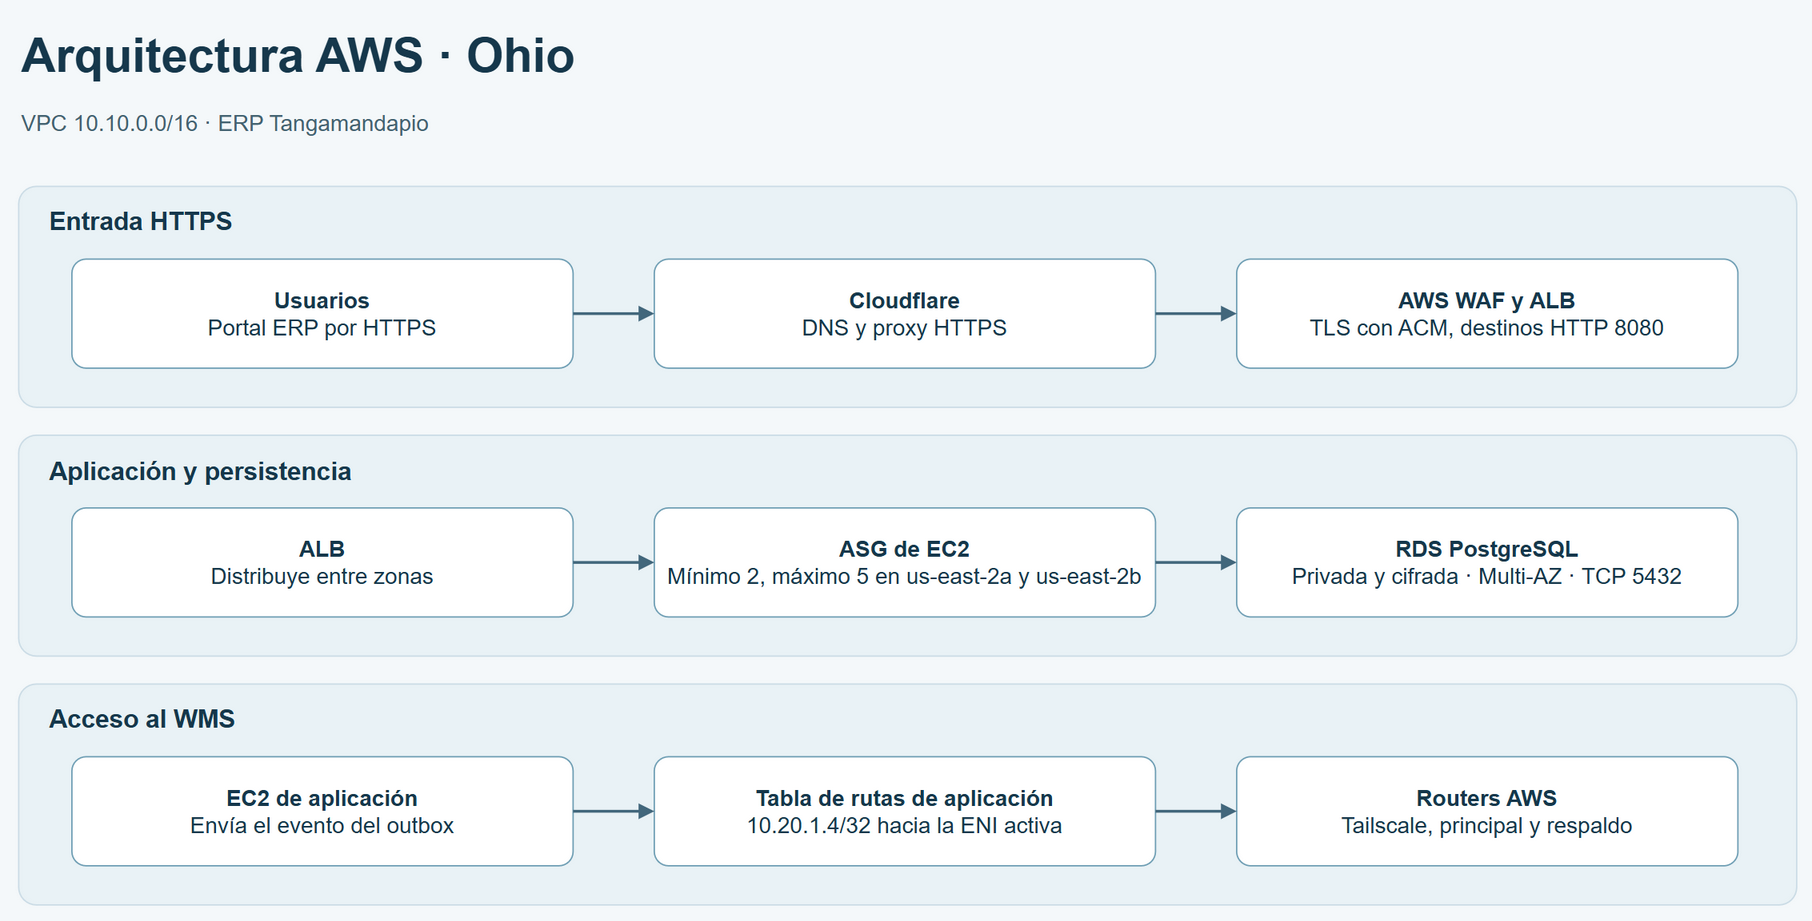 Arquitectura AWS · Ohio
VPC 10.10.0.0/16 · ERP Tangamandapio
Entrada HTTPS
Usuarios
Portal ERP por HTTPS
Cloudflare
DNS y proxy HTTPS
AWS WAF y ALB
TLS con ACM, destinos HTTP 8080
Aplicación y persistencia
ALB
Distribuye entre zonas
ASG de EC2
Mínimo 2, máximo 5 en us-east-2a y us-east-2b
RDS PostgreSQL
Privada y cifrada · Multi-AZ · TCP 5432
Acceso al WMS
EC2 de aplicación
Envía el evento del outbox
Tabla de rutas de aplicación
10.20.1.4/32 hacia la ENI activa
Routers AWS
Tailscale, principal y respaldo